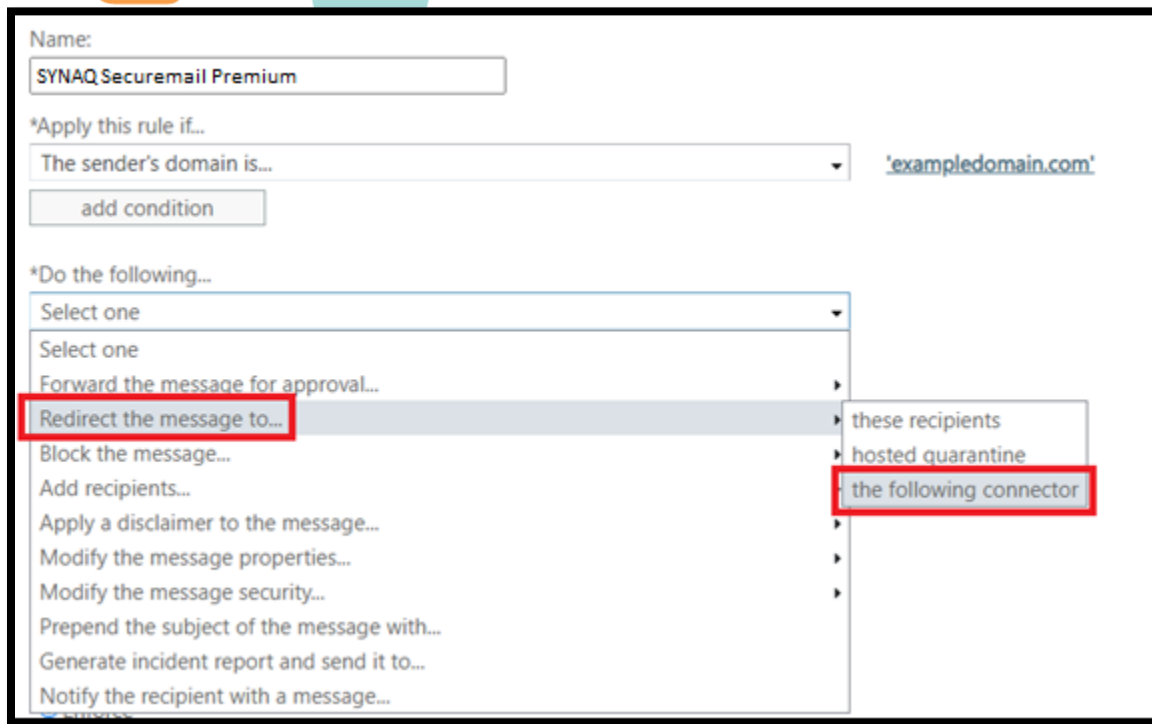 Name:
SYNAQ Securemail Premium
*Apply this rule if...
The sender's domain is...
'exampledomain.com'
add condition
*Do the following...
Select one
Select one
Forward the message for approval...
Redirect the message to...
these recipients
Block the message...
hosted quarantine
Add recipients...
the following connector
Apply a disclaimer to the message...
Modify the message properties...
Modify the message security...
Prepend the subject of the message with...
Generate incident report and send it to...
Notify the recipient with a message...